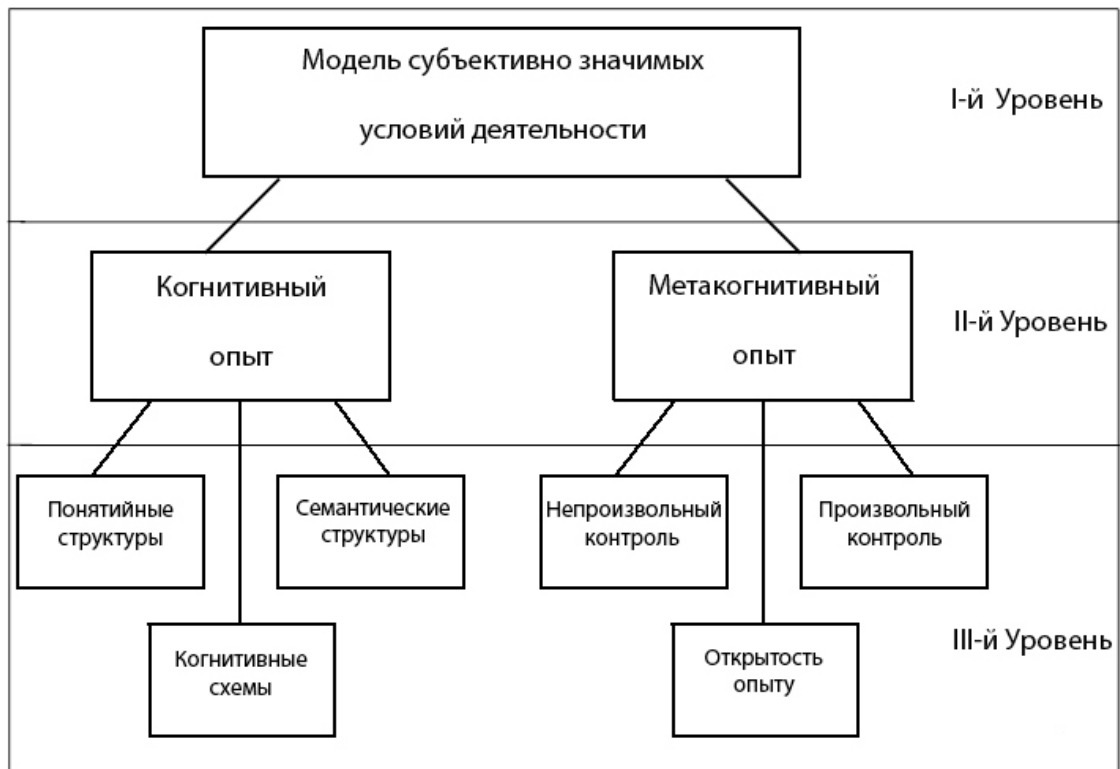 Модель субъективно значимых
условий деятельности
I-й Уровень
Когнитивный
опыт
Метакогнитивный
опыт
II-й Уровень
Понятийные
структуры
Семантические
структуры
Непроизвольный
контроль
Произвольный
контроль
Когнитивные
схемы
Открытость
опыту
III-й Уровень